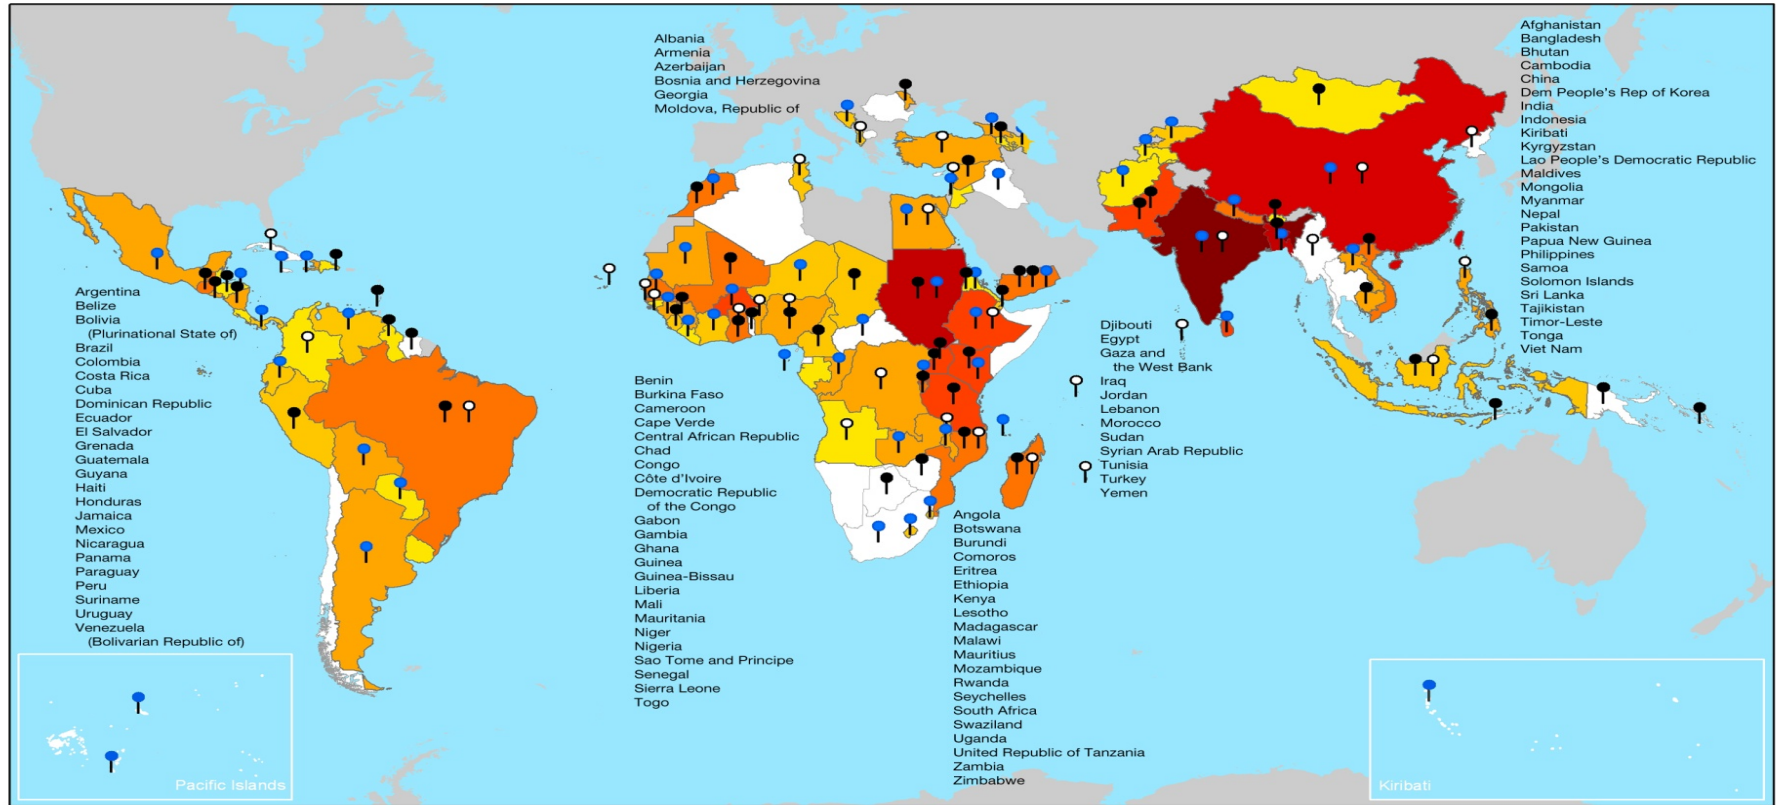 Albania
Armenia
Azerbaijan
Bosnia and Herzegovina
Georgia
Moldova, Republic of
Afghanistan
Bangladesh
Bhutan
Cambodia
China
Dem People's Rep of Korea
India
Indonesia
Kiribati
Kyrgyzstan
Lao People's Democratic Republic
Maldives
Mongolia
Myanmar
Nepal
Pakistan
Papua New Guinea
Philippines
Samoa
Solomon Islands
Sri Lanka
Tajikistan
Timor-Leste
Tonga
Viet Nam
Argentina
Belize
Bolivia
(Plurinational State of)
Brazil
Colombia
Costa Rica
Cuba
Dominican Republic
Ecuador
El Salvador
Grenada
Guatemala
Guyana
Haiti
Honduras
Jamaica
Mexico
Nicaragua
Panama
Paraguay
Peru
Suriname
Uruguay
Venezuela
(Bolivarian Republic of)
Benin
Burkina Faso
Cameroon
Cape Verde
Central African Republic
Chad
Congo
Côte d'Ivoire
Democratic Republic
of the Congo
Gabon
Gambia
Ghana
Guinea
Guinea-Bissau
Liberia
Mali
Mauritania
Niger
Nigeria
Sao Tome and Principe
Senegal
Sierra Leone
Togo
Djibouti
Egypt
Gaza and
the West Bank
Iraq
Jordan
Lebanon
Morocco
Sudan
Syrian Arab Republic
Tunisia
Turkey
Yemen
Angola
Botswana
Burundi
Comoros
Eritrea
Ethiopia
Kenya
Lesotho
Madagascar
Malawi
Mauritius
Mozambique
Rwanda
Seychelles
South Africa
Swaziland
Uganda
United Republic of Tanzania
Zambia
Zimbabwe
Pacific Islands
Kiribati